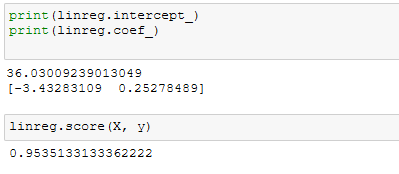 print(linreg.intercept_)
print(linreg.coef_)
36.03009239013049
[-3.43283109  0.25278489]
linreg.score(X, y)
0.9535133133362222